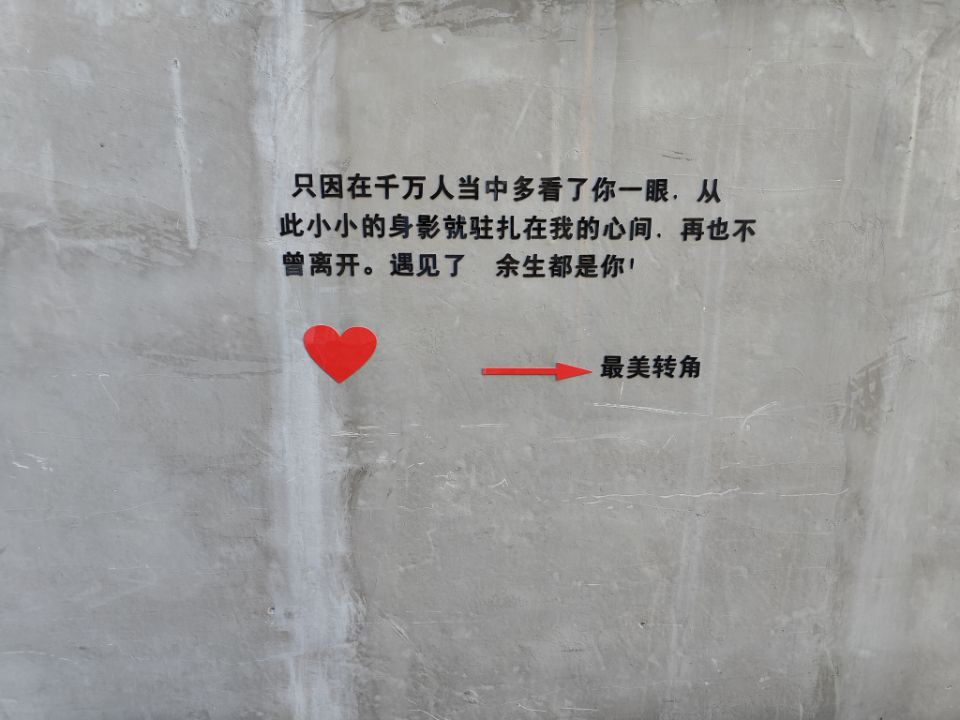 只因在千万人当中多看了你一眼，从
此小小的身影就驻扎在我的心间，再也不
曾离开。遇见了　余生都是你！
最美转角